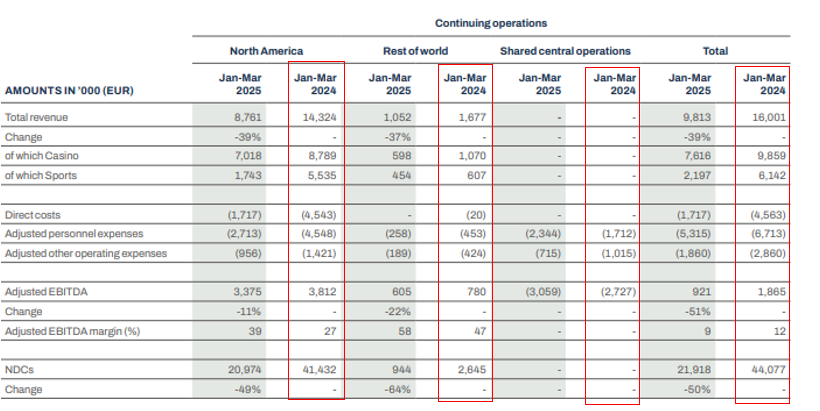 Continuing operations
North America Rest of world Shared central operations Total
Jan-Mar Jan-Mar Jan-Mar Jan-Mar Jan-Mar Jan-Mar Jan-Mar Jan-Mar
AMOUNTS IN '000 (EUR) 2025 2024 2025 2024 2025 2024 2025 2024
Total revenue 8,761 14,324 1,052 1,677 - - 9,813 16,001
Change -39% - -37% - - - -39% -
of which Casino 7,018 8,789 598 1,070 - - 7,616 9,859
of which Sports 1,743 5,535 454 607 - - 2,197 6,142
Direct costs (1,717) (4,543) - (20) - - (1,717) (4,563)
Adjusted personnel expenses (2,713) (4,548) (258) (453) (2,344) (1,712) (5,315) (6,713)
Adjusted other operating expenses (956) (1,421) (189) (424) (715) (1,015) (1,860) (2,860)
Adjusted EBITDA 3,375 3,812 605 780 (3,059) (2,727) 921 1,865
Change -11% - -22% - - - -51% -
Adjusted EBITDA margin (%) 39 27 58 47 - - 9 12
NDCs 20,974 41,432 944 2,645 - - 21,918 44,077
Change -49% - -64% - - - -50% -